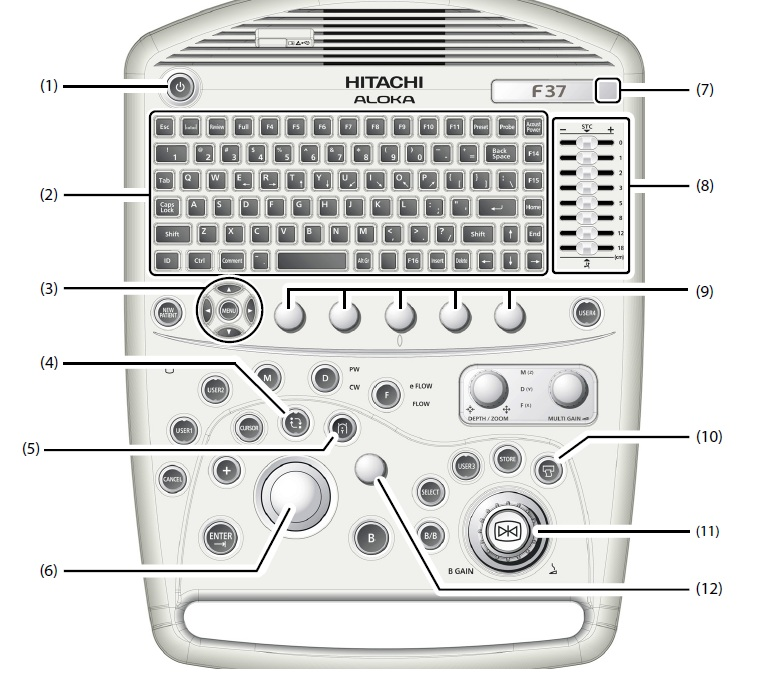 HITACHI
ALOKA
F37
(1)
(7)
Esc Review Full F4 F5 F6 F7 F8 F9 F10 F11 Preset Probe Acoust Power
! 1 @ 2 # 3 $ 4 % 5 ^ 6 & 7 * 8 ( 9 ) 0 - + = Back Space F14
Tab Q W E R T Y U I O P [ ] \ F15
(2)
Caps Lock A S D F G H J K L : ; " ' Home
Shift Z X C V B N M < , > . ? / Shift End
ID Ctrl Comment Alt Gr F16 Insert Delete
STC
− +
0
1
2
3
5
8
12
18
(cm)
(8)
(3)
NEW PATIENT
MENU
(9)
USER4
(4)
USER2
M
D
PW
CW
F
e FLOW
FLOW
M (Z)
D (Y)
F (X)
DEPTH / ZOOM
MULTI GAIN
USER1
CURSOR
(5)
(10)
CANCEL
+
USER3
STORE
SELECT
ENTER
B
B/B
(11)
(6)
B GAIN
(12)